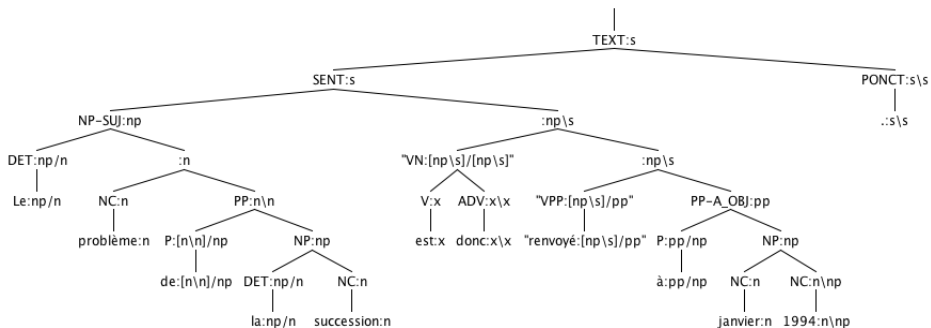 TEXT:s
SENT:s PONCT:s\s
NP-SUJ:np :np\s .:s\s
DET:np/n :n "VN:[np\s]/[np\s]" :np\s
Le:np/n NC:n PP:n\n V:x ADV:x\x "VPP:[np\s]/pp" PP-A_OBJ:pp
problème:n P:[n\n]/np NP:np est:x donc:x\x "renvoyé:[np\s]/pp" P:pp/np NP:np
de:[n\n]/np DET:np/n NC:n à:pp/np NC:n NC:n\np
la:np/n succession:n janvier:n 1994:n\np